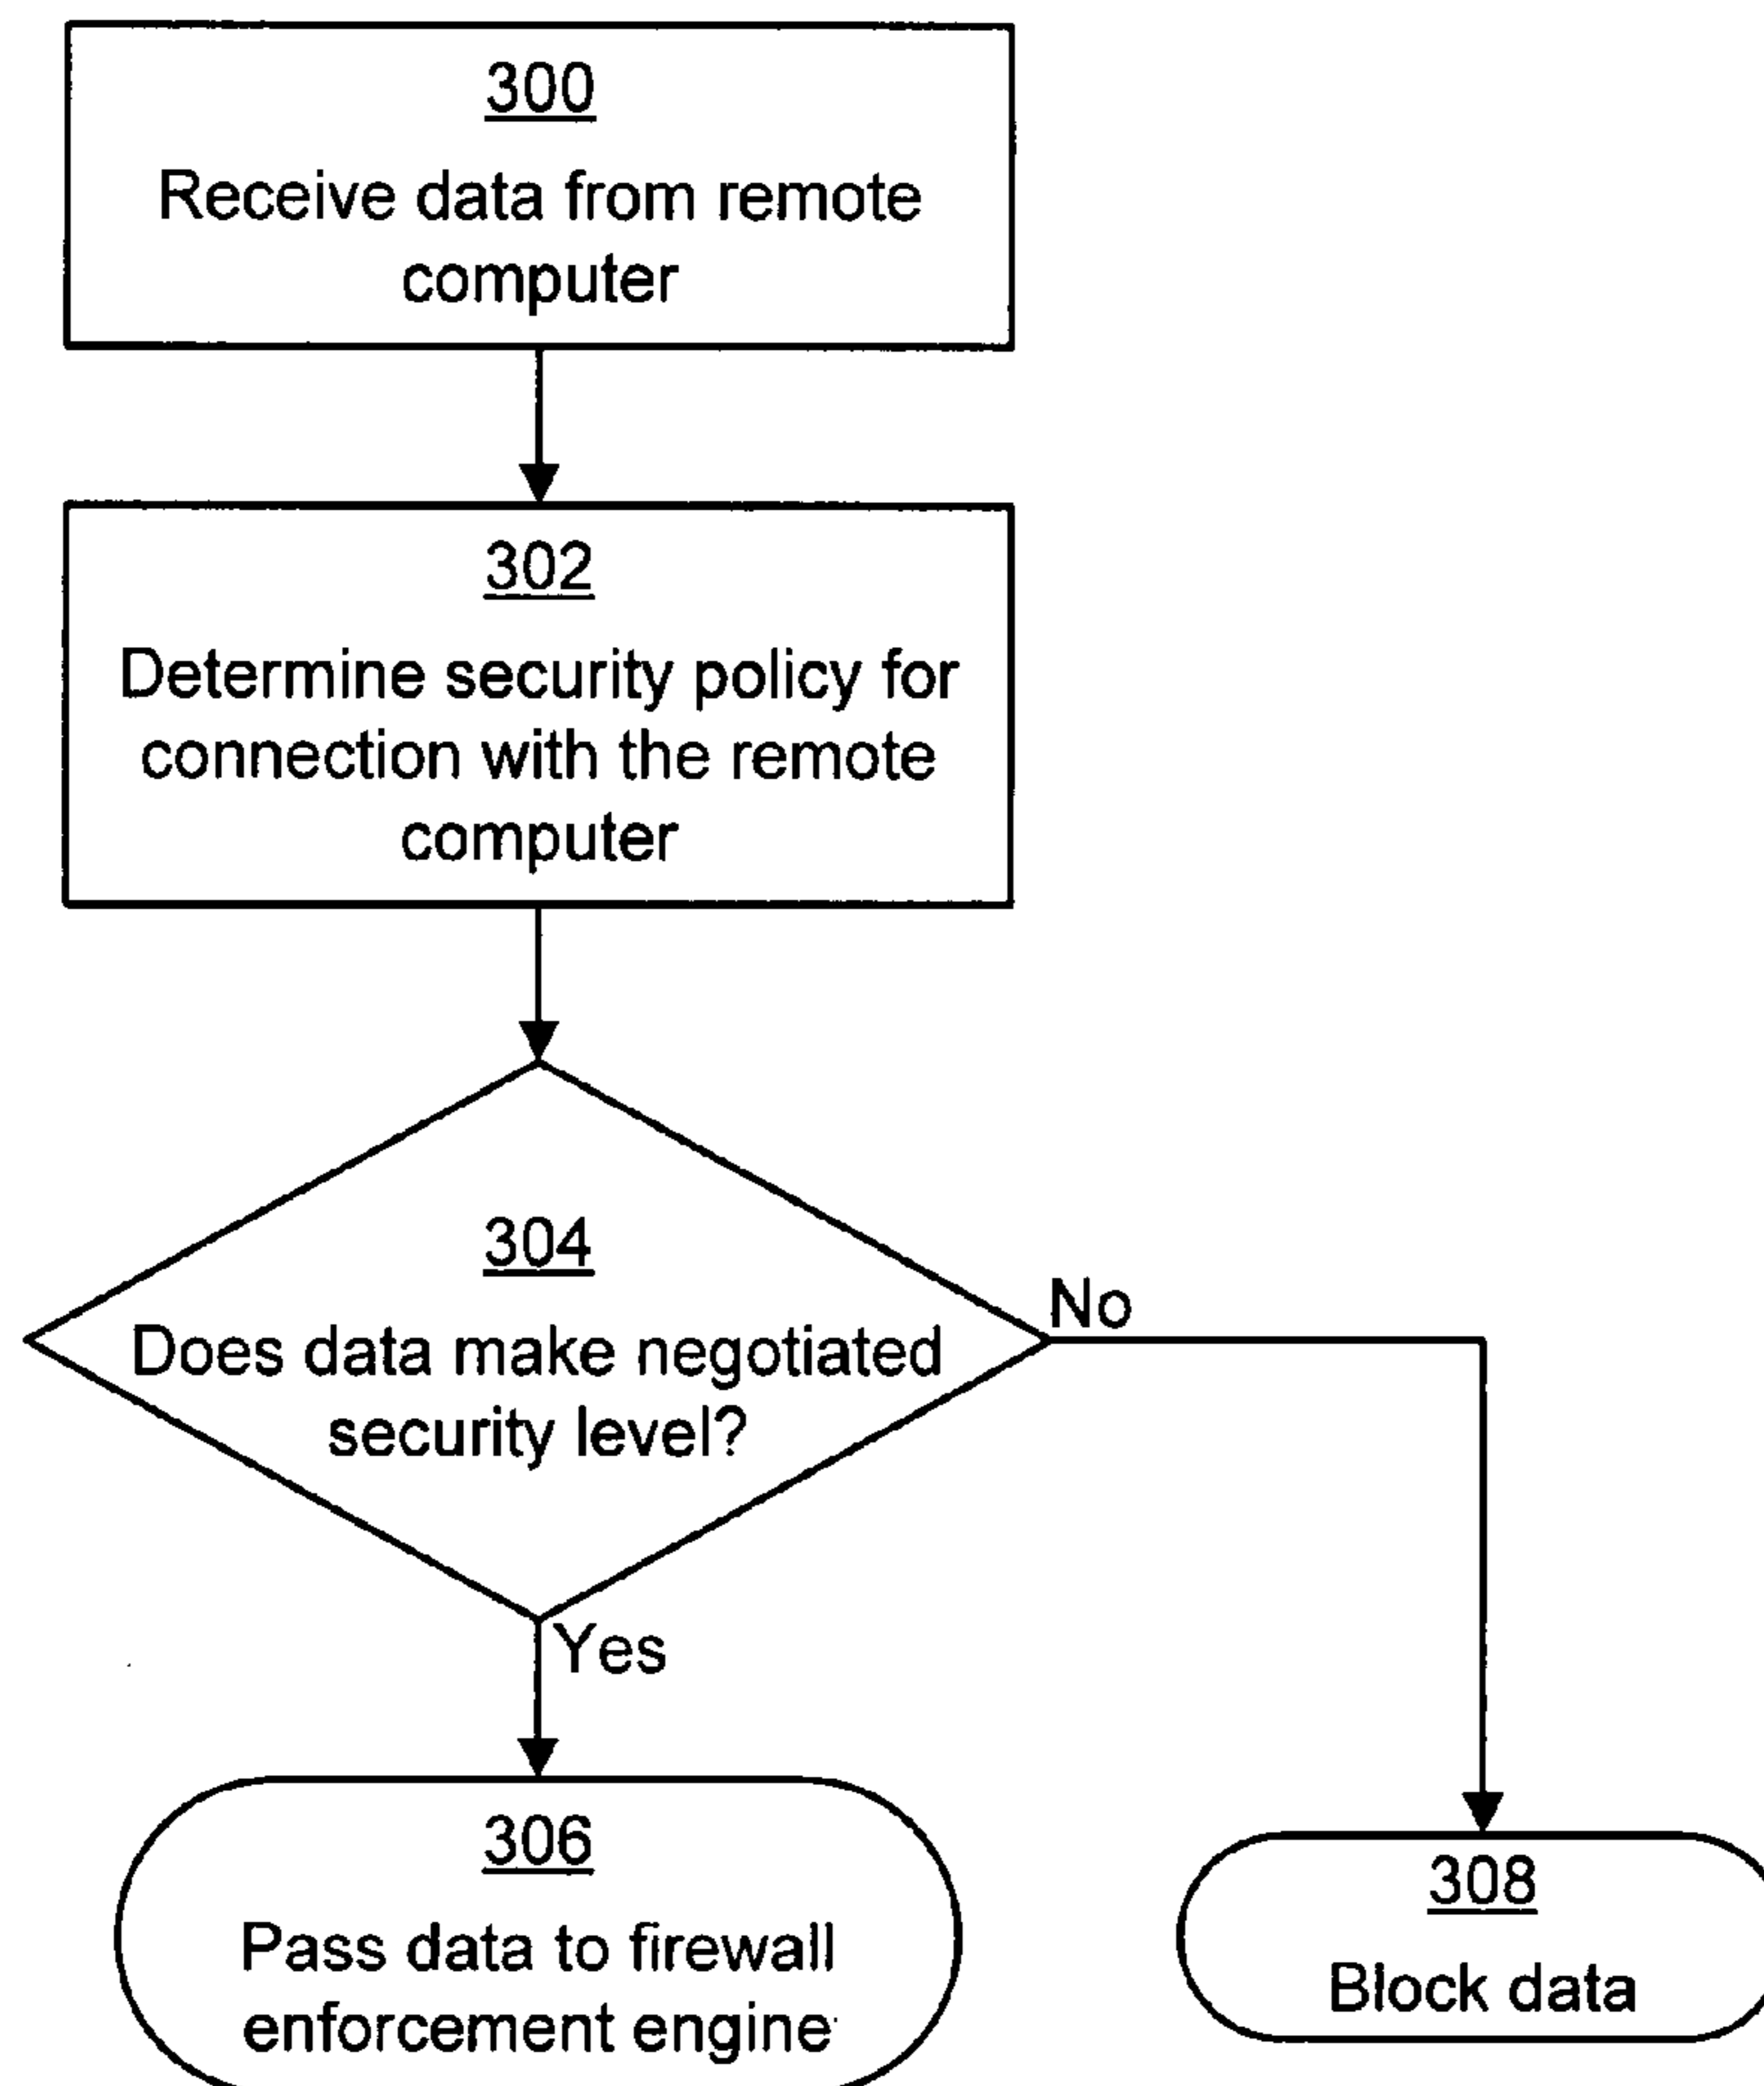 300
Receive data from remote
computer
302
Determine security policy for
connection with the remote
computer
304
Does data make negotiated
security level?
No
Yes
306
Pass data to firewall
enforcement engine
308
Block data